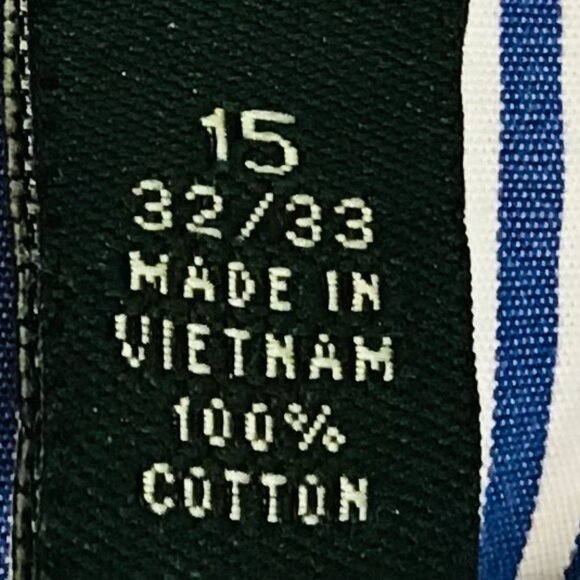 15
32/33
MADE IN
VIETNAM
100%
COTTON